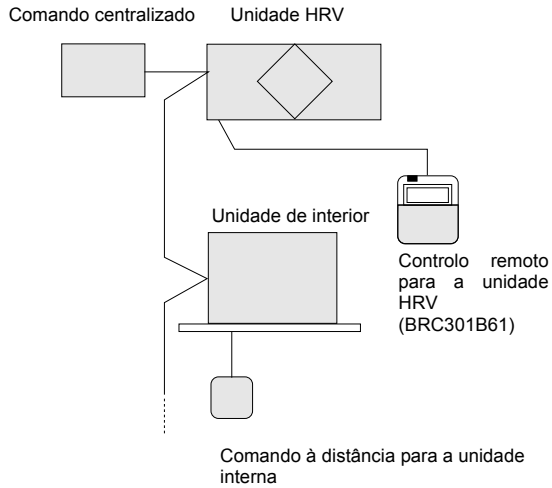 Comando centralizado
Unidade HRV
Unidade de interior
Controlo remoto
para a unidade
HRV
(BRC301B61)
Comando à distância para a unidade
interna